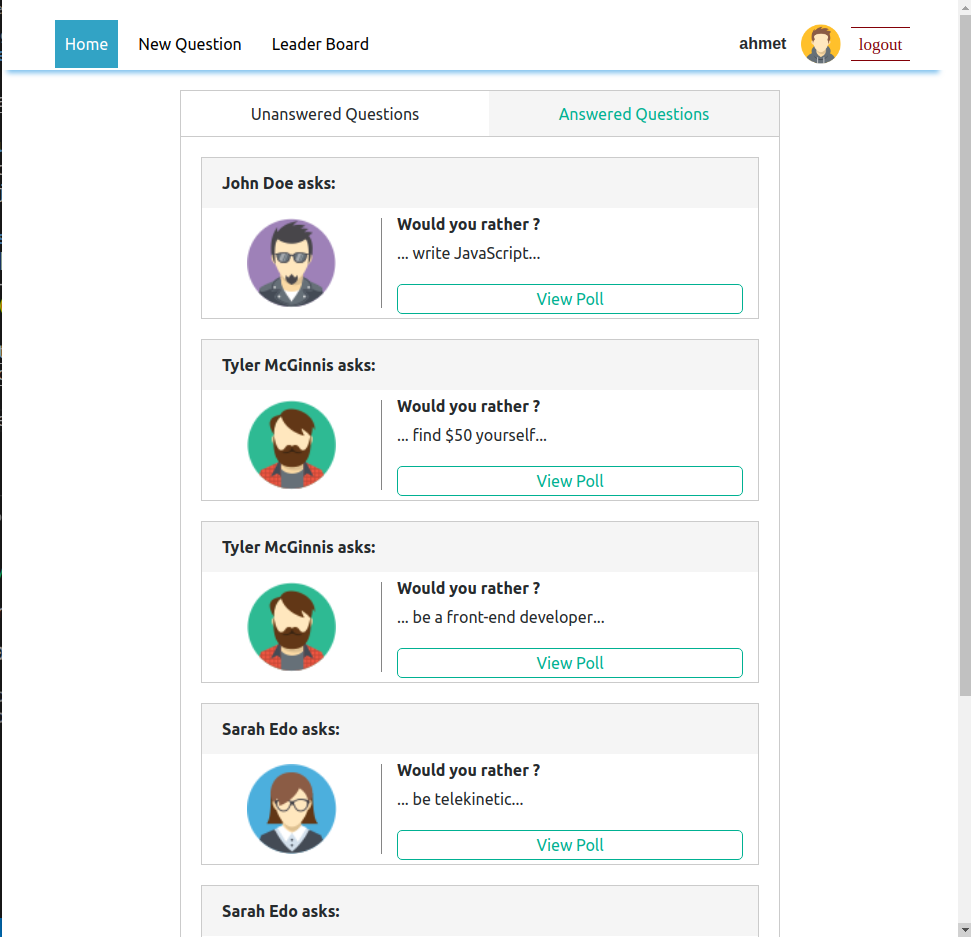 Home New Question Leader Board ahmet logout
Unanswered Questions Answered Questions
John Doe asks:
Would you rather ?
... write JavaScript...
View Poll
Tyler McGinnis asks:
Would you rather ?
... find $50 yourself...
View Poll
Tyler McGinnis asks:
Would you rather ?
... be a front-end developer...
View Poll
Sarah Edo asks:
Would you rather ?
... be telekinetic...
View Poll
Sarah Edo asks: